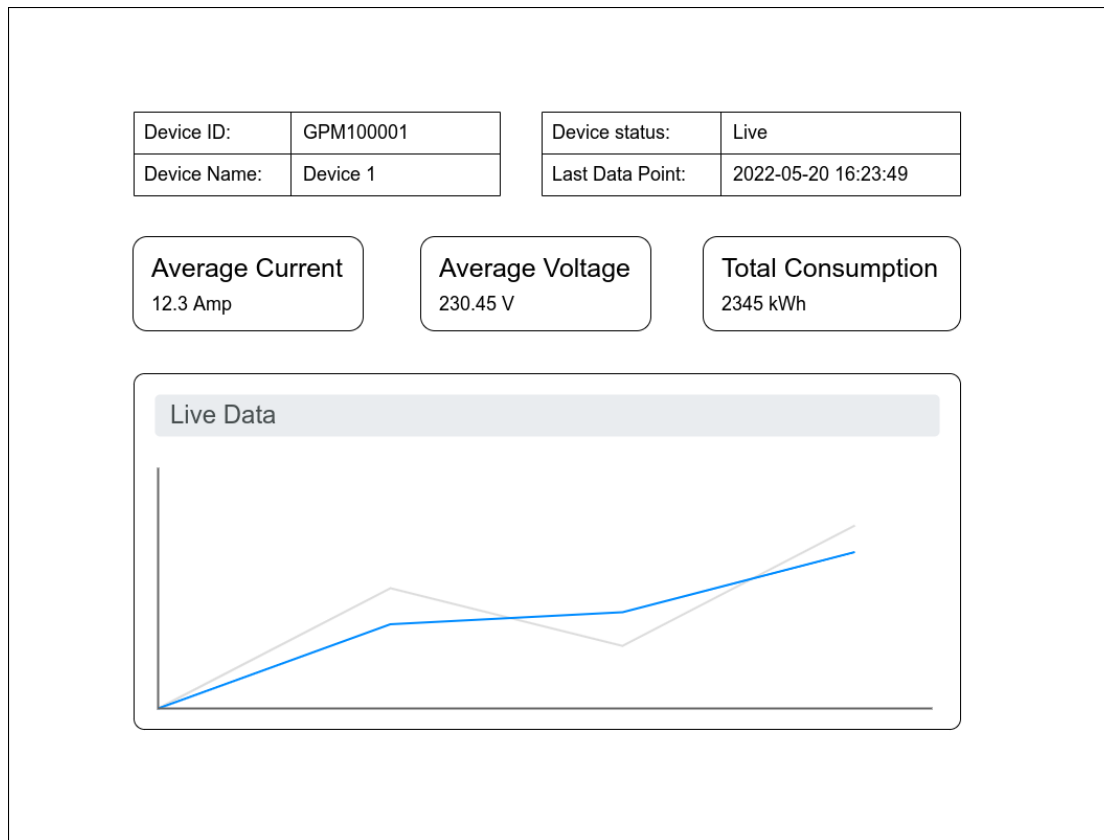 Device ID: GPM100001
Device Name: Device 1
Device status: Live
Last Data Point: 2022-05-20 16:23:49
Average Current
12.3 Amp
Average Voltage
230.45 V
Total Consumption
2345 kWh
Live Data